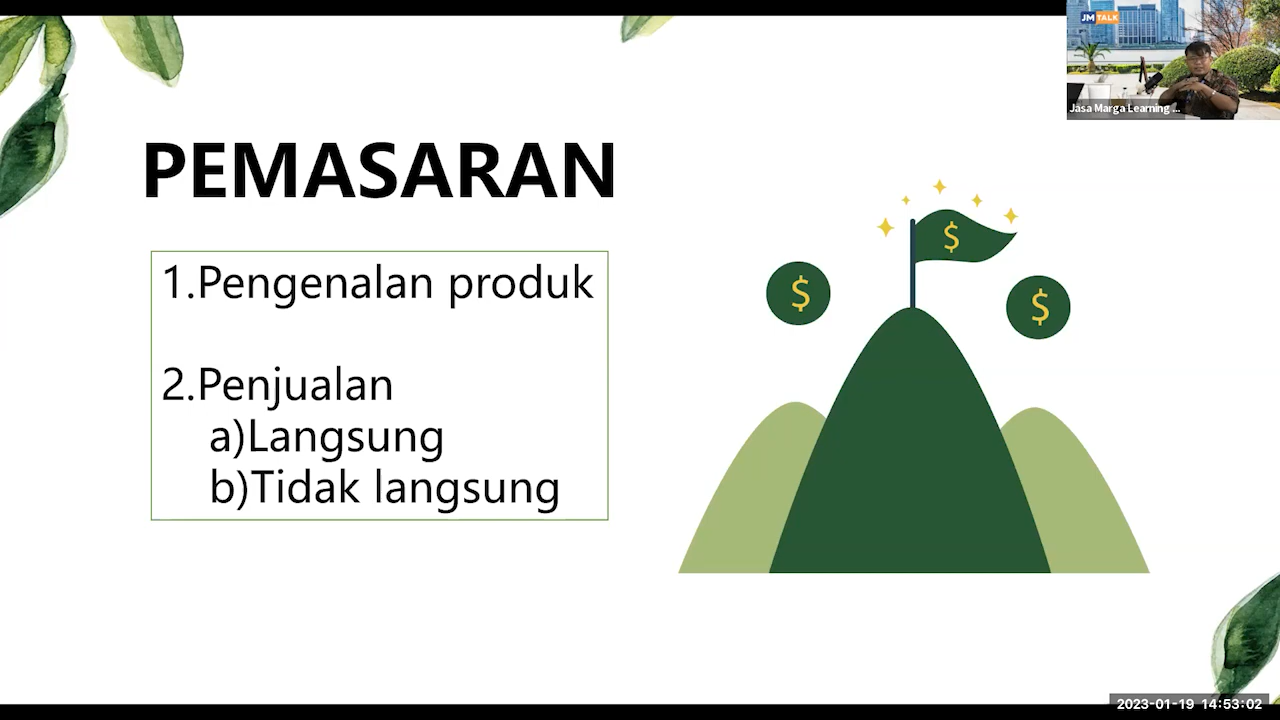 JM TALK
Jasa Marga Learning ...
PEMASARAN
1.Pengenalan produk
2.Penjualan
a)Langsung
b)Tidak langsung
$
$
$
2023-01-19 14:53:02